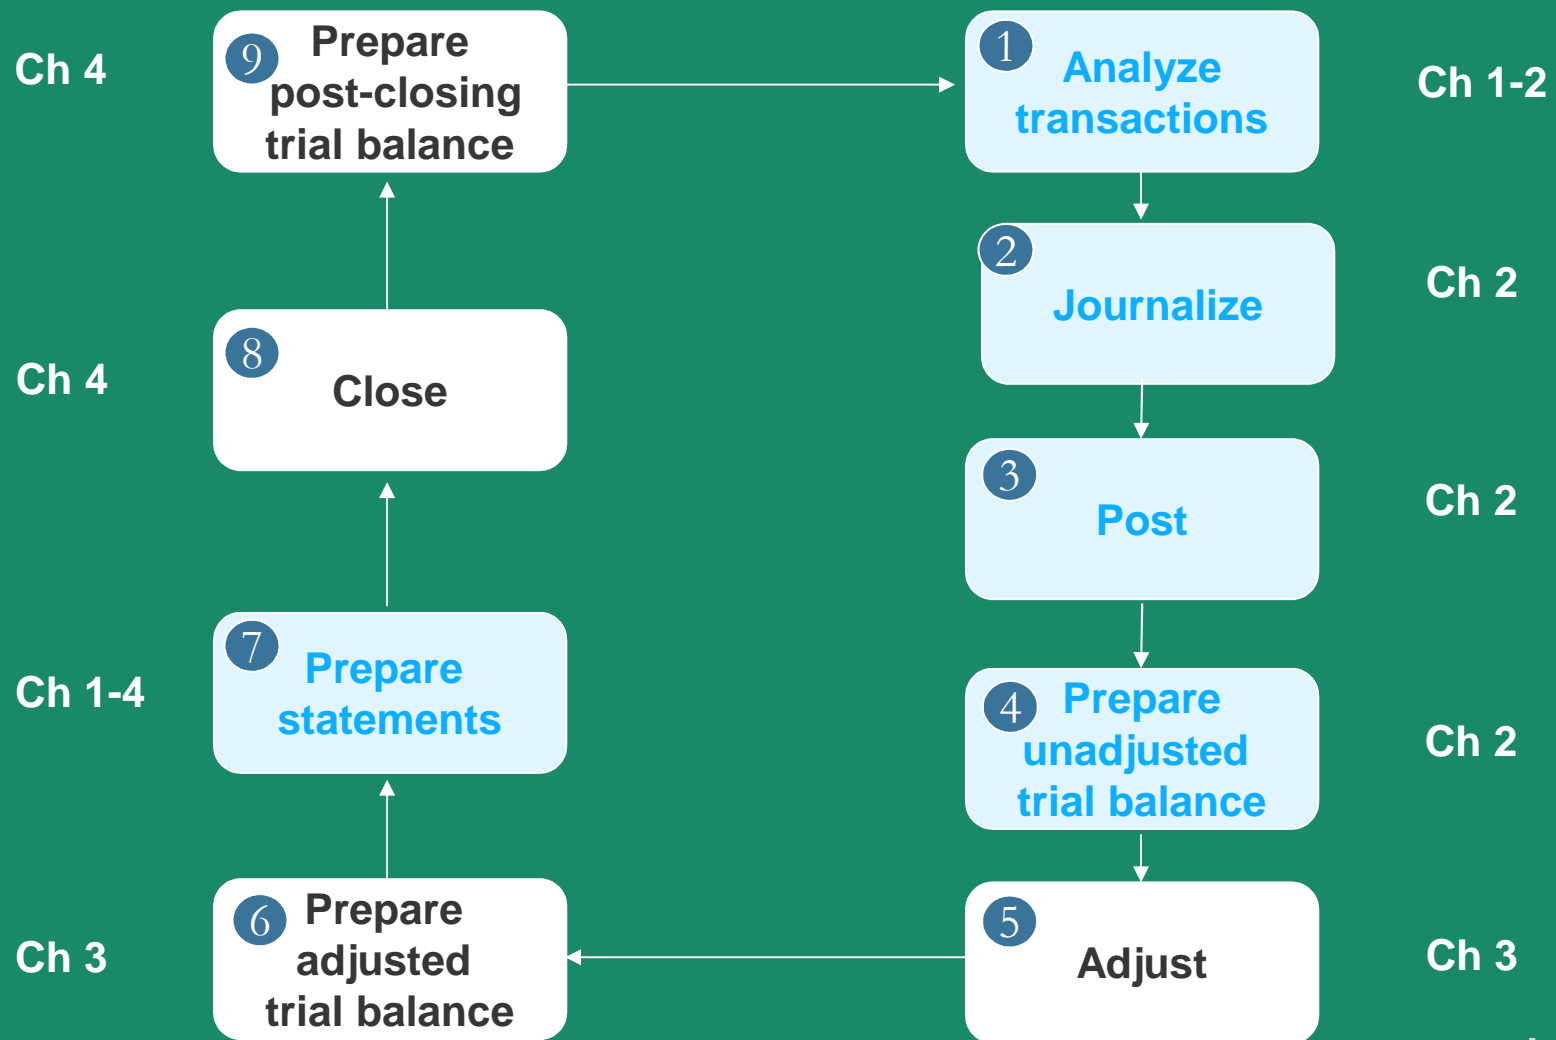 Ch 4
9
Prepare
post-closing
trial balance
1
Analyze
transactions
Ch 1-2
2
Journalize
Ch 2
Ch 4
8
Close
3
Post
Ch 2
Ch 1-4
7
Prepare
statements
4
Prepare
unadjusted
trial balance
Ch 2
Ch 3
6
Prepare
adjusted
trial balance
5
Adjust
Ch 3